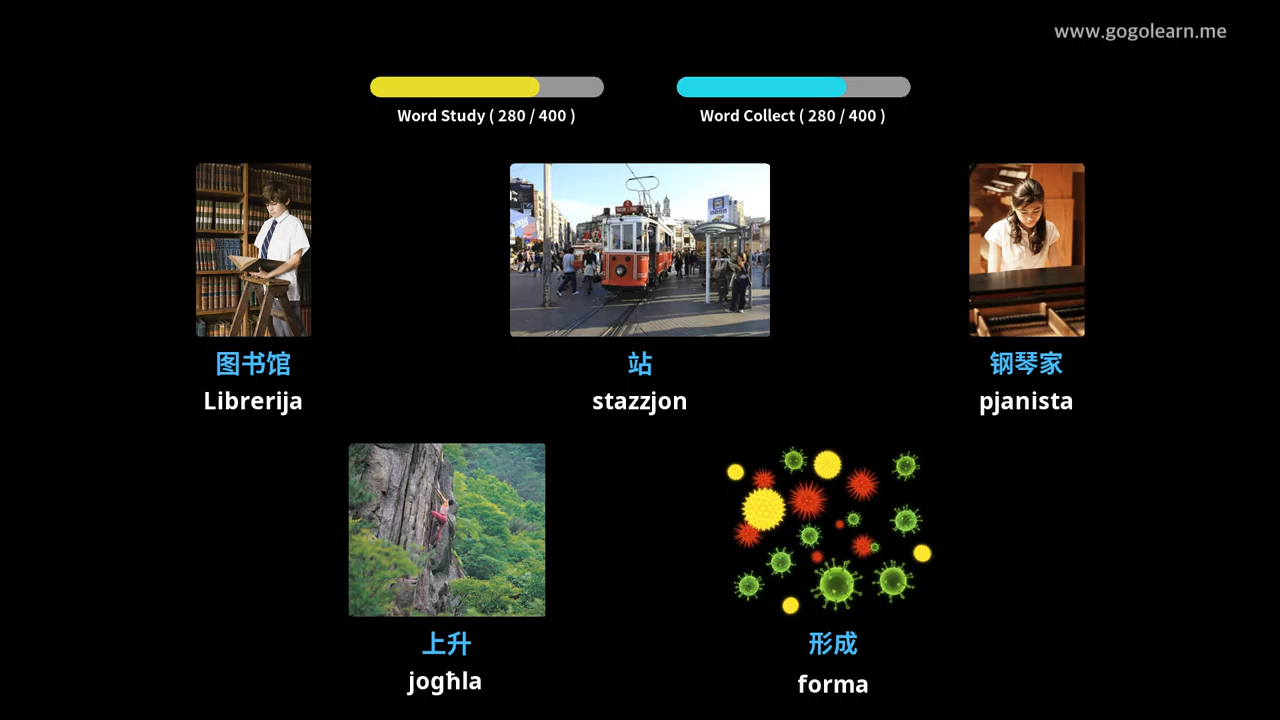 www.gogolearn.me
Word Study ( 280 / 400 )
Word Collect ( 280 / 400 )
图书馆
Librerija
站
stazzjon
钢琴家
pjanista
上升
jogħla
形成
forma